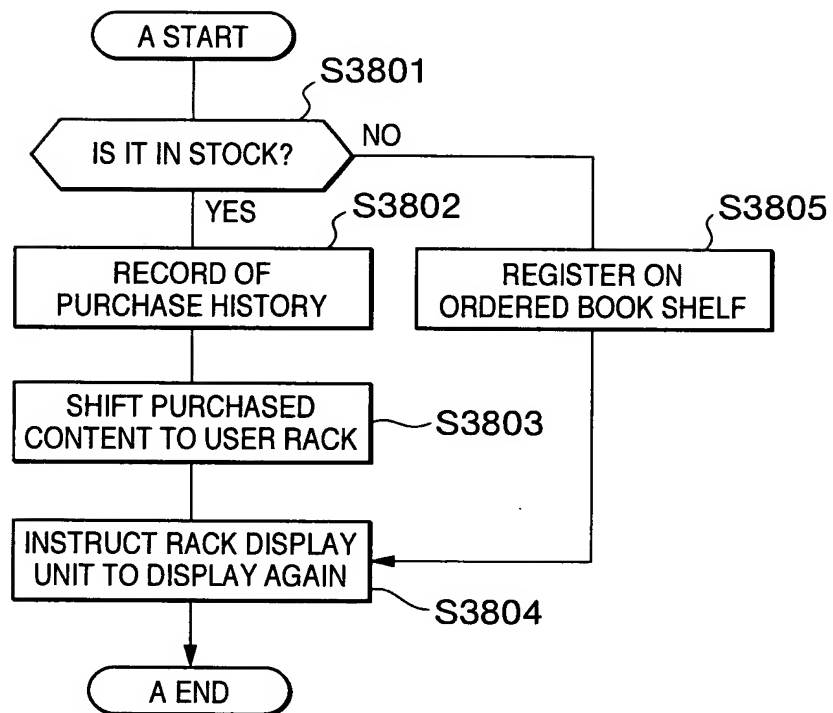 A START
S3801
IS IT IN STOCK?
NO
YES
S3802
RECORD OF
PURCHASE HISTORY
S3805
REGISTER ON
ORDERED BOOK SHELF
SHIFT PURCHASED
CONTENT TO USER RACK
S3803
INSTRUCT RACK DISPLAY
UNIT TO DISPLAY AGAIN
S3804
A END